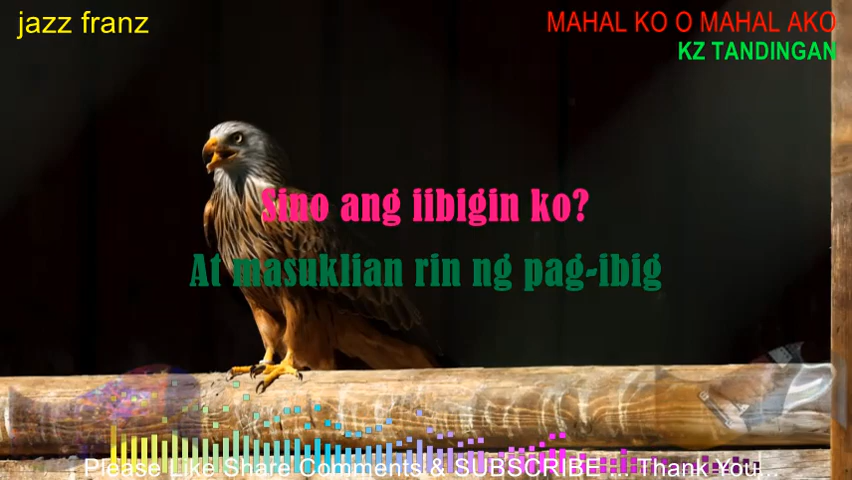 jazz franz
MAHAL KO O MAHAL AKO
KZ TANDINGAN
Sino ang iibigin ko?
At masuklian rin ng pag-ibig
Please Like Share Comments & SUBSCRIBE ... Thank You...